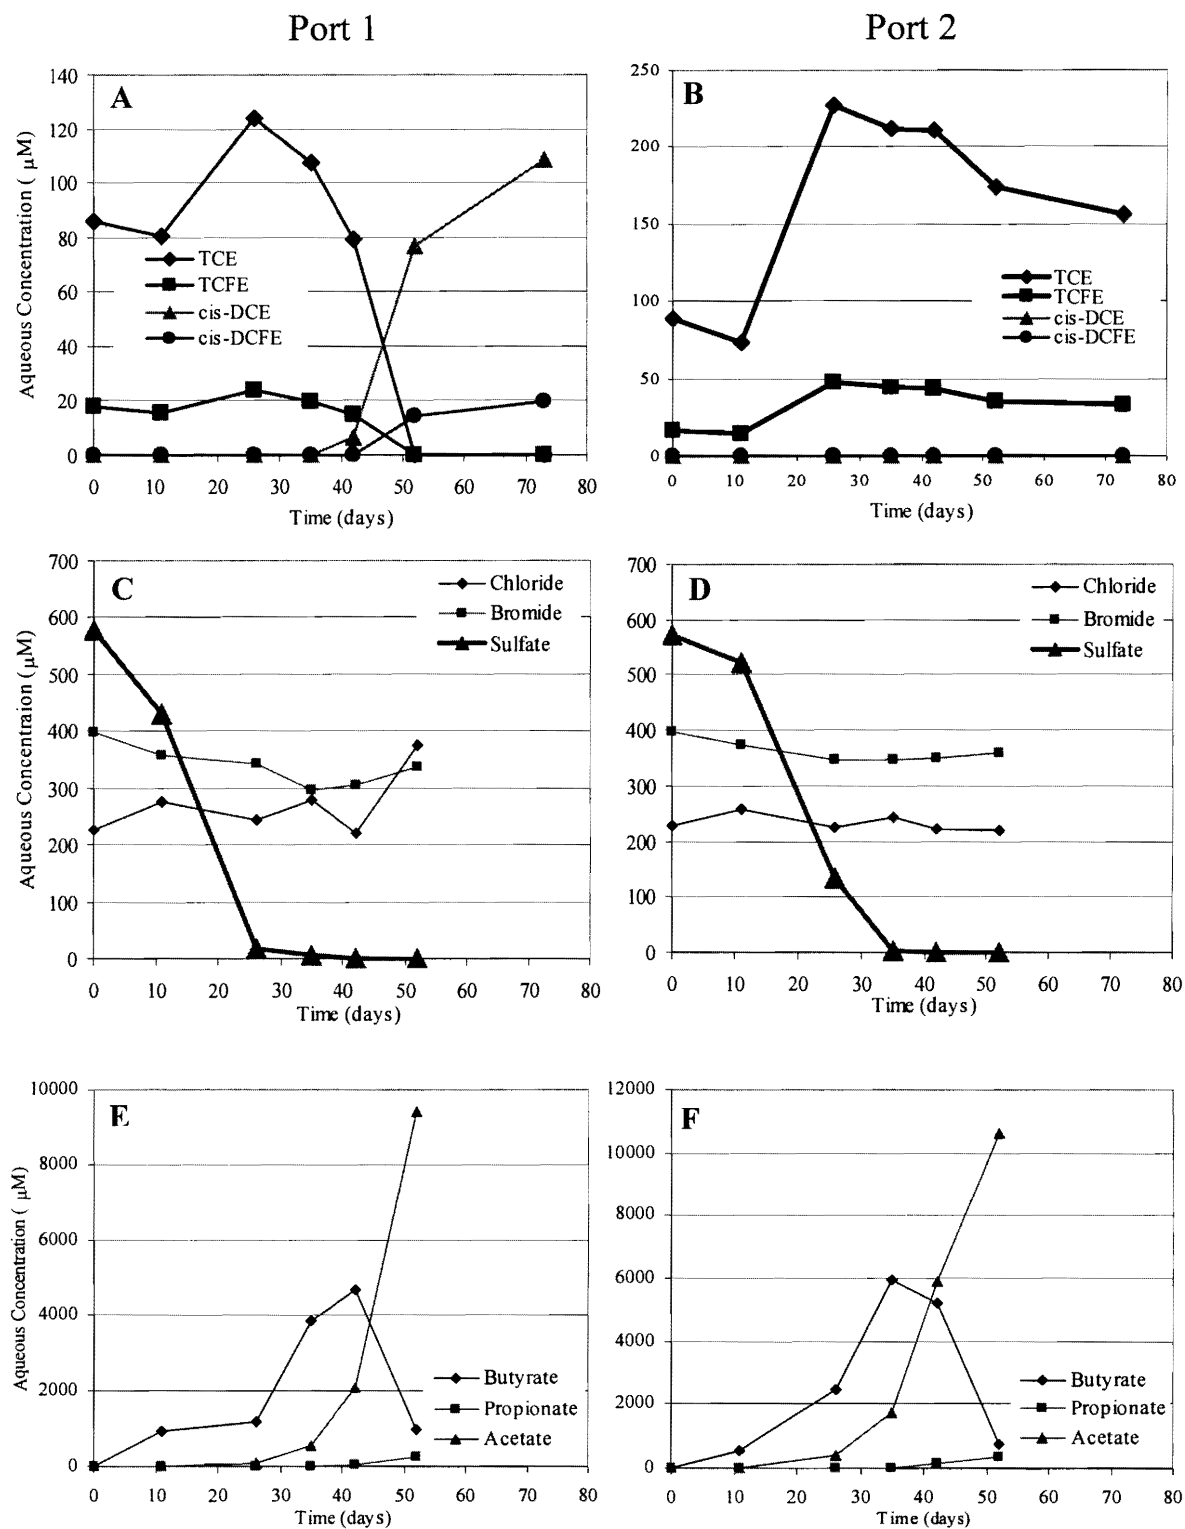 Port 1
Port 2
A
140
120
100
80
60
40
20
0
Aqueous Concentration ( μM)
TCE
TCFE
cis-DCE
cis-DCFE
0 10 20 30 40 50 60 70 80
Time (days)
B
250
200
150
100
50
0
TCE
TCFE
cis-DCE
cis-DCFE
0 10 20 30 40 50 60 70 80
Time (days)
C
700
600
500
400
300
200
100
0
Aqueous Concentraion (μM)
Chloride
Bromide
Sulfate
0 10 20 30 40 50 60 70 80
Time (days)
D
700
600
500
400
300
200
100
0
Chloride
Bromide
Sulfate
0 10 20 30 40 50 60 70 80
Time (days)
E
10000
8000
6000
4000
2000
0
Aqueous Concentration ( μM)
Butyrate
Propionate
Acetate
0 10 20 30 40 50 60 70 80
Time (days)
F
12000
10000
8000
6000
4000
2000
0
Butyrate
Propionate
Acetate
0 10 20 30 40 50 60 70 80
Time (days)